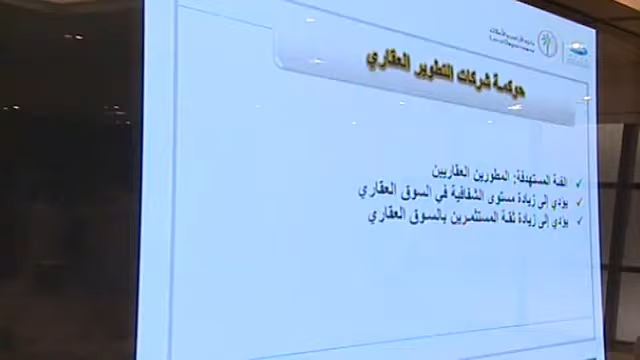 حوكمة شركات التطوير العقاري
الفئة المستهدفة: المطورين العقاريين
يؤدي إلى زيادة مستوى الشفافية في السوق العقاري
يؤدي إلى زيادة ثقة المستثمرين بالسوق العقاري